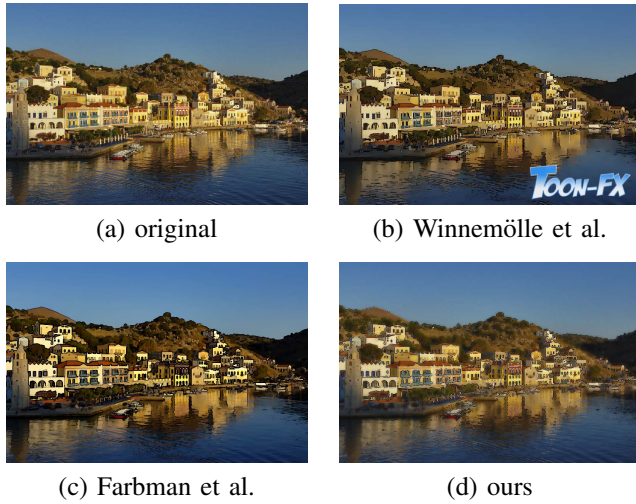 (a) original
TOON-FX
(b) Winnemölle et al.
(c) Farbman et al.
(d) ours